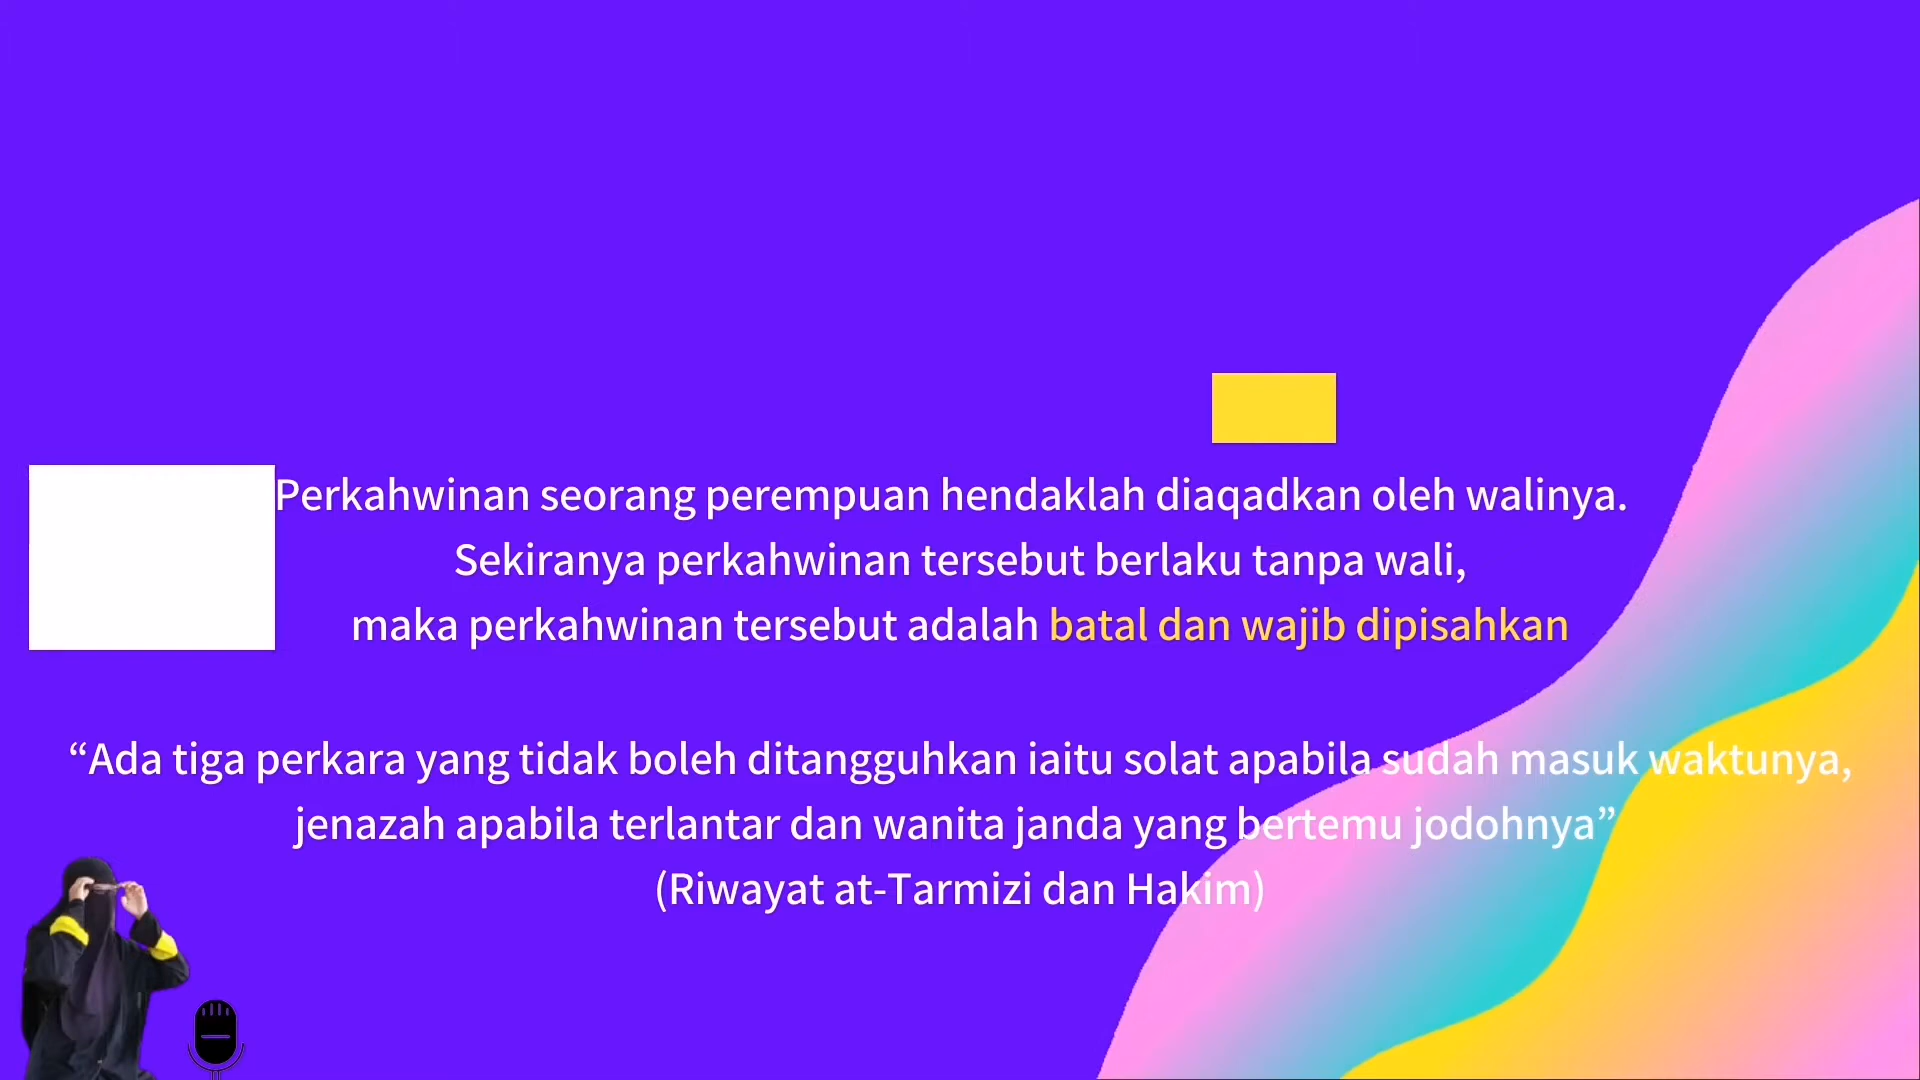 Perkahwinan seorang perempuan hendaklah diaqadkan oleh walinya.
Sekiranya perkahwinan tersebut berlaku tanpa wali,
maka perkahwinan tersebut adalah batal dan wajib dipisahkan
“Ada tiga perkara yang tidak boleh ditangguhkan iaitu solat apabila sudah masuk waktunya,
jenazah apabila terlantar dan wanita janda yang bertemu jodohnya”
(Riwayat at-Tarmizi dan Hakim)